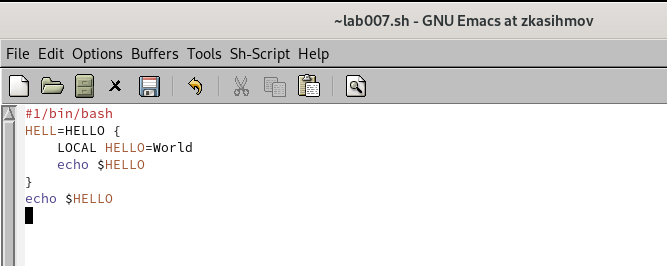 ~lab007.sh - GNU Emacs at zkasihmov
File Edit Options Buffers Tools Sh-Script Help
#1/bin/bash
HELL=HELLO {
    LOCAL HELLO=World
    echo $HELLO
}
echo $HELLO